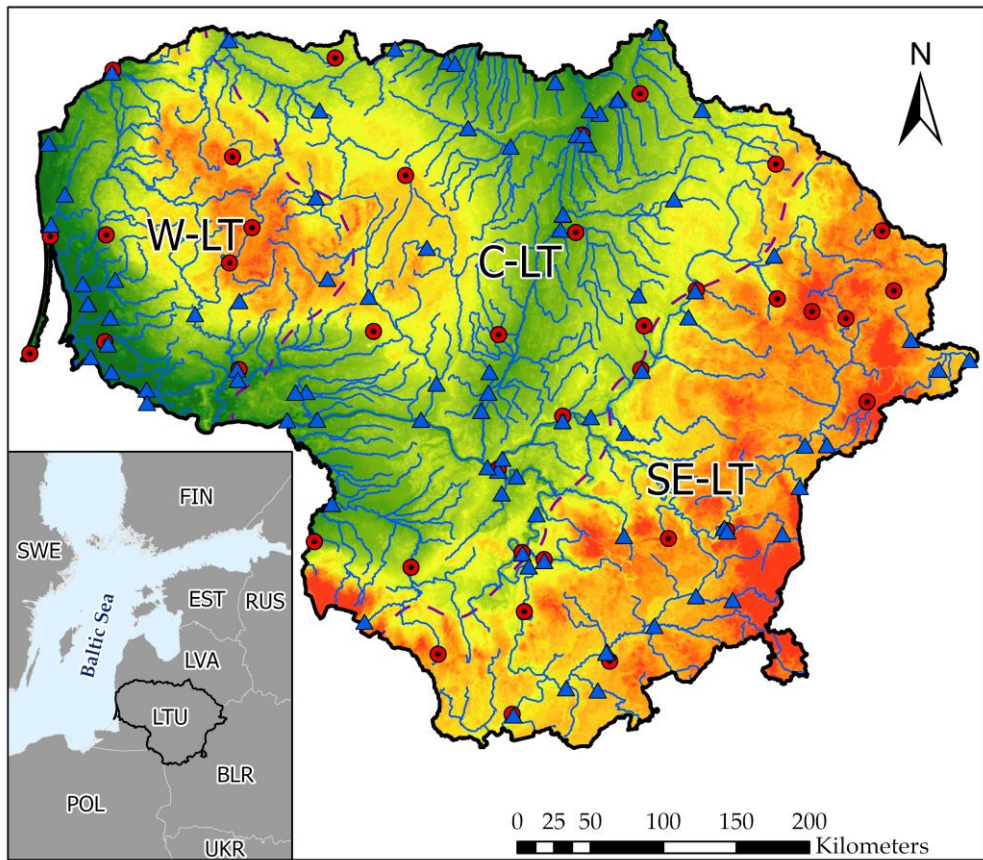 N
W-LT
C-LT
SE-LT
FIN
SWE
EST
RUS
Baltic Sea
LVA
LTU
BLR
POL
UKR
0 25 50 100 150 200
Kilometers